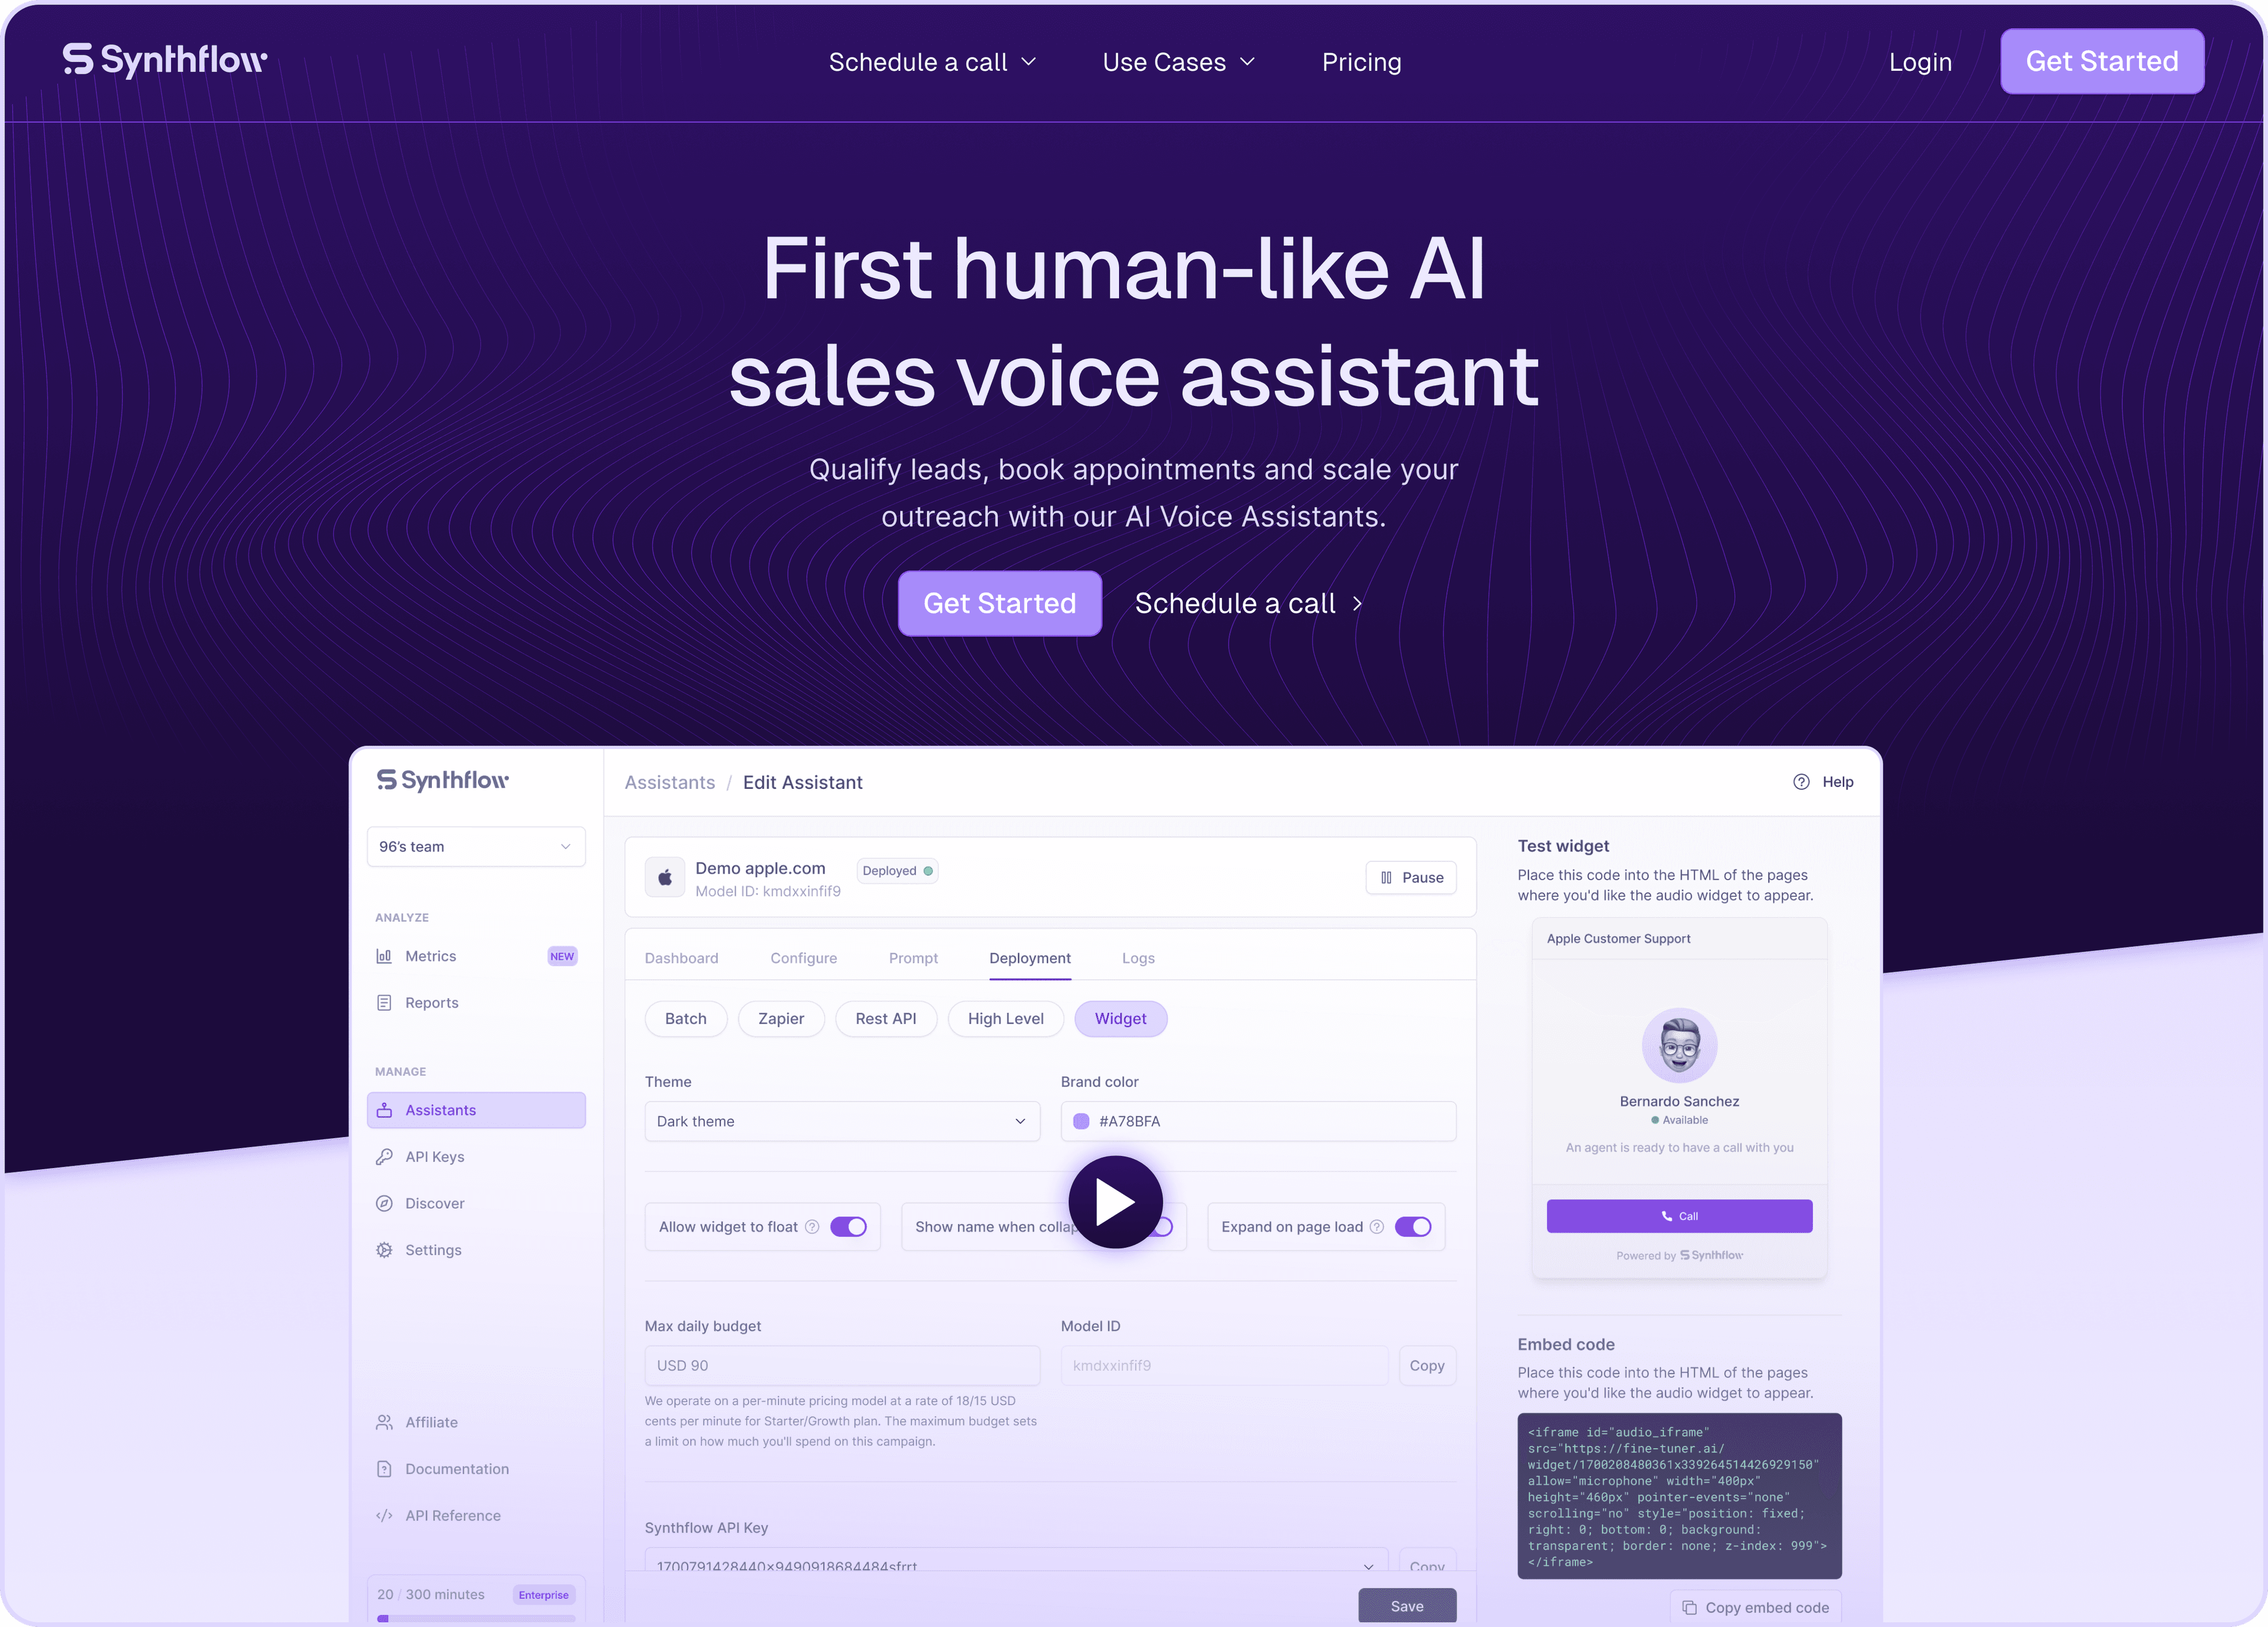 Synthflow
Schedule a call
Use Cases
Pricing
Login
Get Started
First human-like AI
sales voice assistant
Qualify leads, book appointments and scale your
outreach with our AI Voice Assistants.
Get Started
Schedule a call
Synthflow
96's team
ANALYZE
Metrics
NEW
Reports
MANAGE
Assistants
API Keys
Discover
Settings
Affiliate
Documentation
API Reference
20 / 300 minutes
Enterprise
Assistants / Edit Assistant
Help
Demo apple.com
Deployed
Model ID: kmdxxinfif9
Pause
Dashboard
Configure
Prompt
Deployment
Logs
Batch
Zapier
Rest API
High Level
Widget
Theme
Dark theme
Brand color
#A78BFA
Allow widget to float
Show name when
Expand on page load
Max daily budget
USD 90
We operate on a per-minute pricing model at a rate of 18/15 USD
cents per minute for Starter/Growth plan. The maximum budget sets
a limit on how much you'll spend on this campaign.
Model ID
kmdxxinfif9
Copy
Synthflow API Key
1700791428440x9490918684484sfrrt
Copy
Save
Test widget
Place this code into the HTML of the pages
where you'd like the audio widget to appear.
Apple Customer Support
Bernardo Sanchez
Available
An agent is ready to have a call with you
Call
Powered by Synthflow
Embed code
Place this code into the HTML of the pages
where you'd like the audio widget to appear.
<iframe id="audio_iframe"
src="https://fine-tuner.ai/
widget/1700208480361x339264514426929150"
allow="microphone" width="400px"
height="460px" pointer-events="none"
scrolling="no" style="position: fixed;
right: 0; bottom: 0; background:
transparent; border: none; z-index: 999">
</iframe>
Copy embed code